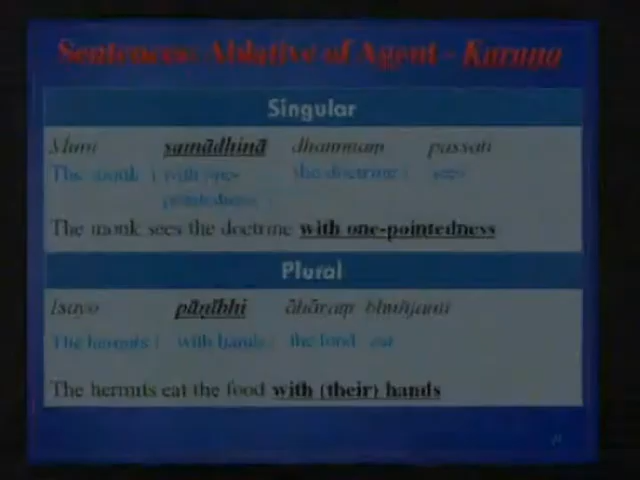 Sentences: Ablative of Agent - Karaṇa
Singular
Muni samādhinā dhammaṃ passati
The monk with one- the doctrine sees
pointedness
The monk sees the doctrine with one-pointedness
Plural
Isayo pāṇībhi āhāraṃ bhuñjanti
The hermits with hands the food eat
The hermits eat the food with (their) hands